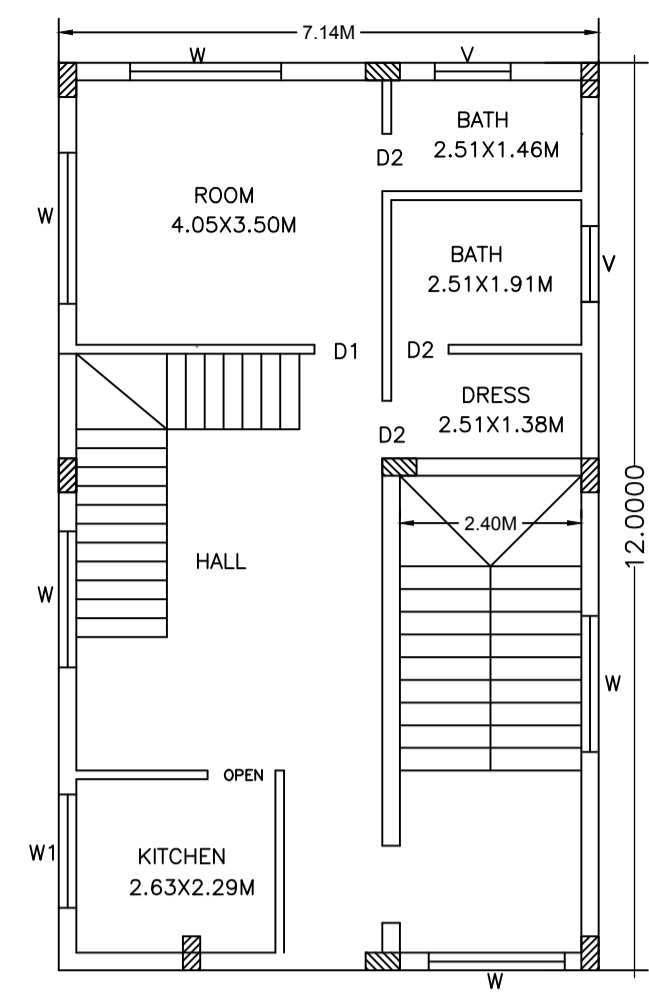 7.14M
W
V
BATH
2.51X1.46M
D2
ROOM
4.05X3.50M
W
BATH
2.51X1.91M
V
D1
D2
DRESS
2.51X1.38M
D2
12.0000
2.40M
HALL
W
W
OPEN
W1
KITCHEN
2.63X2.29M
W